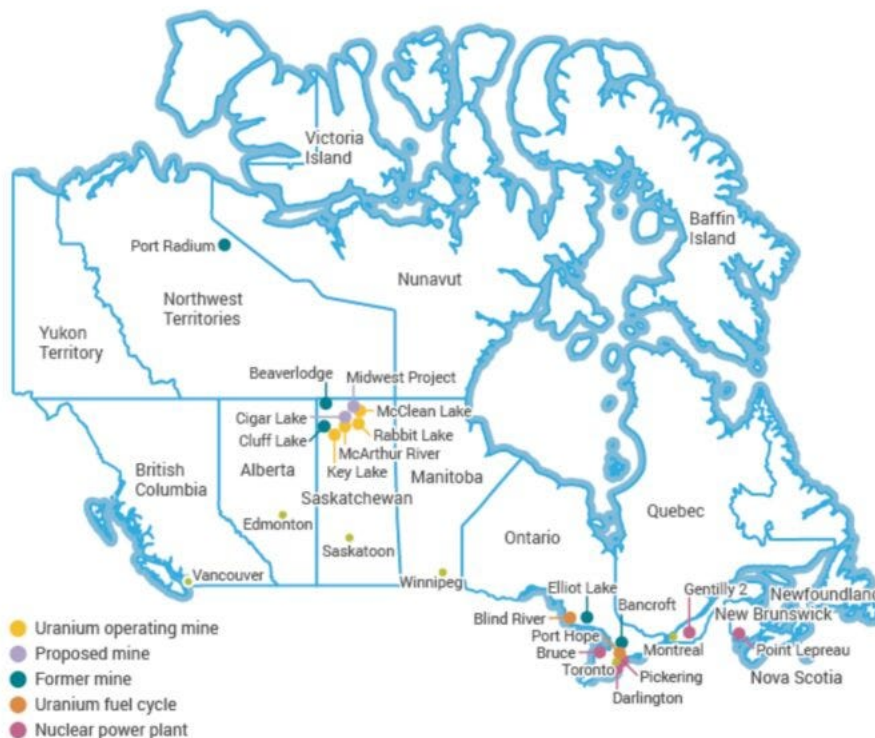 Victoria
Island
Baffin
Island
Port Radium
Nunavut
Northwest
Territories
Yukon
Territory
Beaverlodge
Midwest Project
Cigar Lake
McClean Lake
Cluff Lake
Rabbit Lake
McArthur River
Key Lake
British
Columbia
Alberta
Manitoba
Saskatchewan
Edmonton
Saskatoon
Ontario
Quebec
Vancouver
Winnipeg
Elliot Lake
Gentilly 2
Newfoundland
Bancroft
Blind River
New Brunswick
Port Hope
Bruce
Montreal
Point Lepreau
Toronto
Pickering
Nova Scotia
Darlington
Uranium operating mine
Proposed mine
Former mine
Uranium fuel cycle
Nuclear power plant